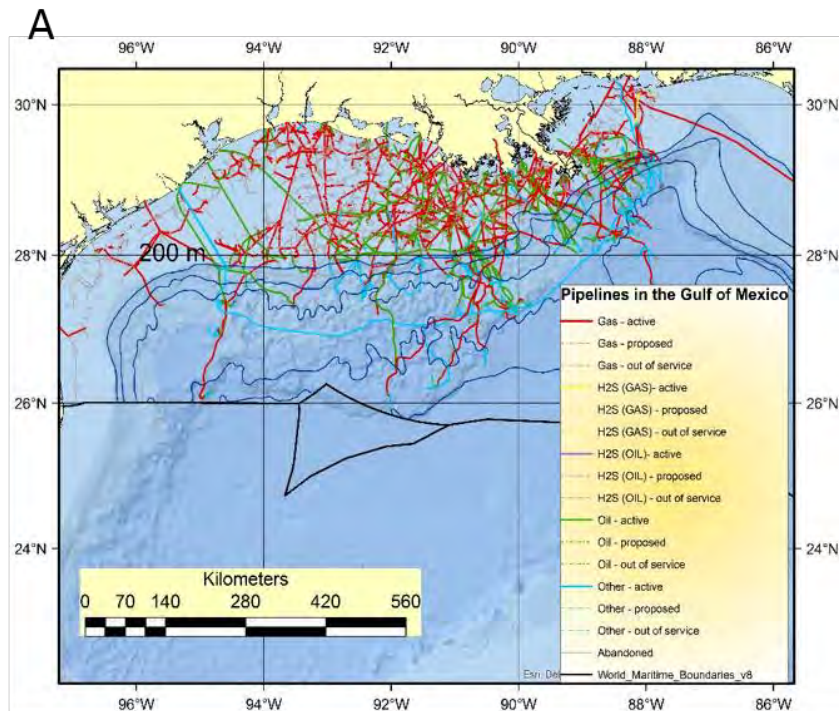 A
96°W 94°W 92°W 90°W 88°W 86°W
30°N 30°N
28°N 28°N
200 m
Pipelines in the Gulf of Mexico
Gas - active
Gas - proposed
Gas - out of service
H2S (GAS)- active
H2S (GAS) - proposed
H2S (GAS) - out of service
H2S (OIL)- active
H2S (OIL) - proposed
H2S (OIL) - out of service
Oil - active
Oil - proposed
Oil - out of service
Other - active
Other - proposed
Other - out of service
Abandoned
World_Maritime_Boundaries_v8
26°N 26°N
24°N 24°N
Kilometers
0 70 140 280 420 560
Esri
96°W 94°W 92°W 90°W 88°W 86°W